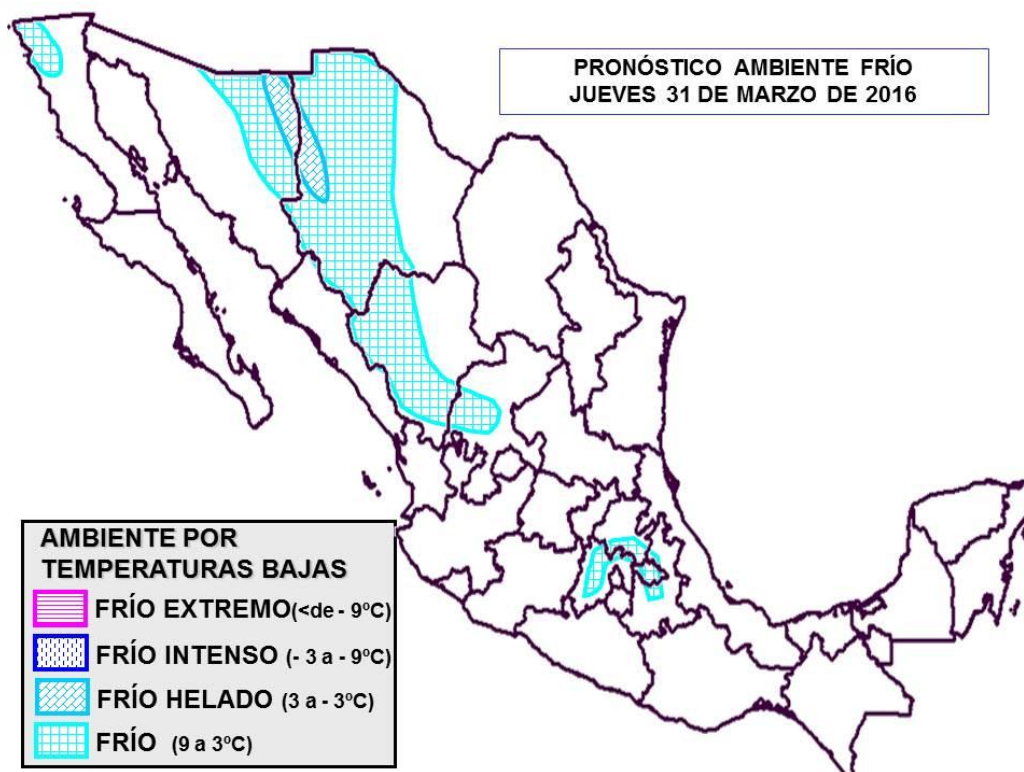 PRONÓSTICO AMBIENTE FRÍO
JUEVES 31 DE MARZO DE 2016
AMBIENTE POR
TEMPERATURAS BAJAS
FRÍO EXTREMO(<de - 9ºC)
FRÍO INTENSO (- 3 a - 9ºC)
FRÍO HELADO (3 a - 3ºC)
FRÍO (9 a 3ºC)